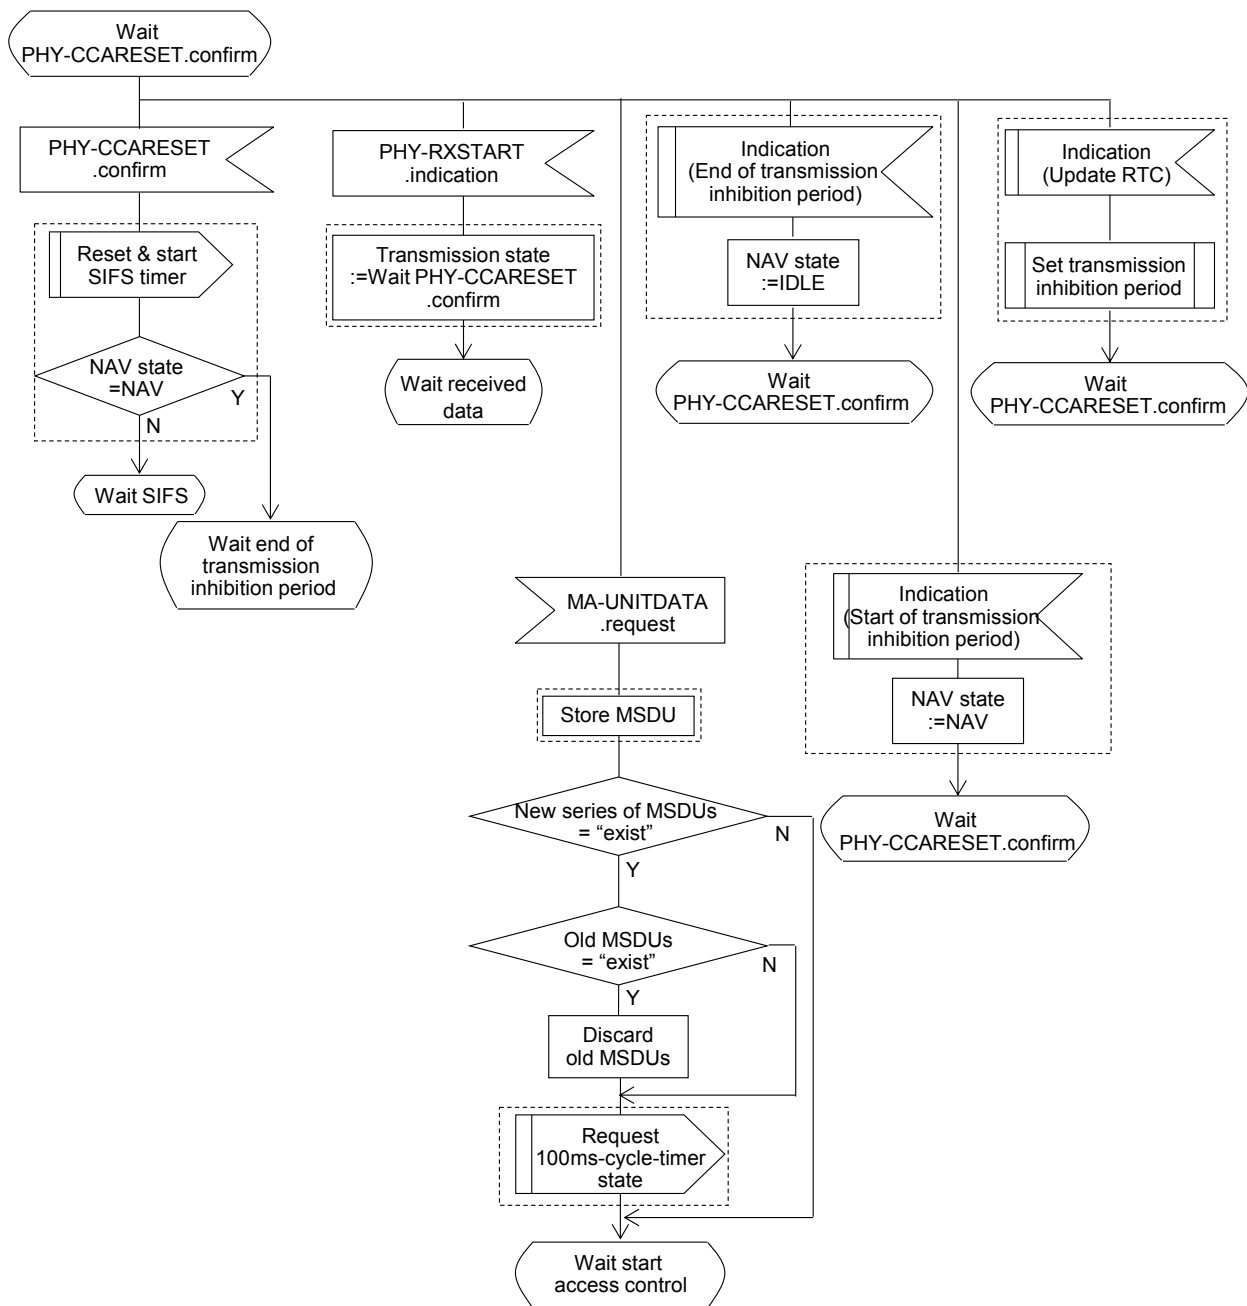 Wait
PHY-CCARESET.confirm
PHY-CCARESET
.confirm
Reset & start
SIFS timer
NAV state
=NAV
Y
N
Wait SIFS
Wait end of
transmission
inhibition period
PHY-RXSTART
.indication
Transmission state
:=Wait PHY-CCARESET
.confirm
Wait received
data
MA-UNITDATA
.request
Store MSDU
New series of MSDUs
= “exist”
N
Y
Old MSDUs
= “exist”
N
Y
Discard
old MSDUs
Request
100ms-cycle-timer
state
Wait start
access control
Indication
(End of transmission
inhibition period)
NAV state
:=IDLE
Wait
PHY-CCARESET.confirm
Indication
(Start of transmission
inhibition period)
NAV state
:=NAV
Wait
PHY-CCARESET.confirm
Indication
(Update RTC)
Set transmission
inhibition period
Wait
PHY-CCARESET.confirm